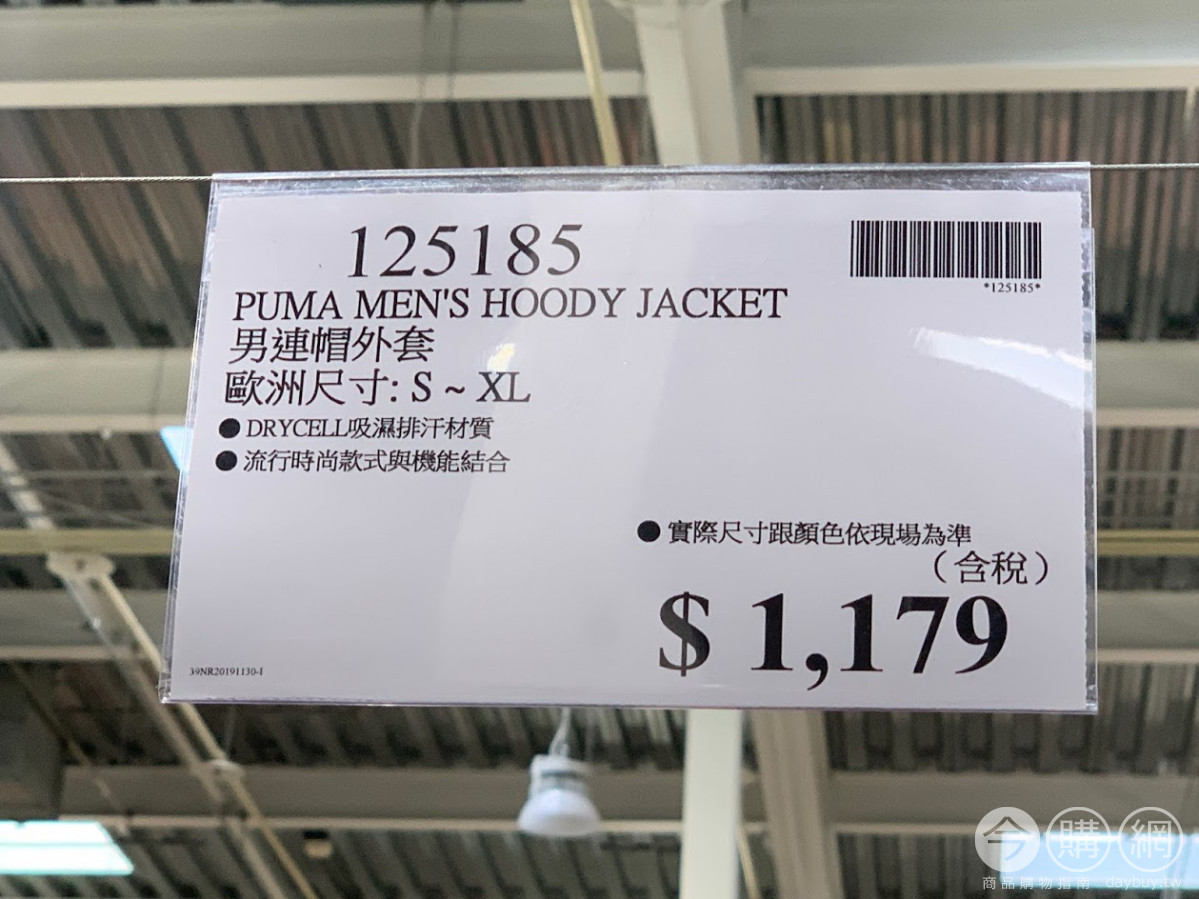 125185
*125185*
PUMA MEN'S HOODY JACKET
男連帽外套
歐洲尺寸: S ~ XL
● DRYCELL吸濕排汗材質
● 流行時尚款式與機能結合
● 實際尺寸跟顏色依現場為準
（含稅）
$ 1,179
39NR20191130-1
今購網
商品購物指南 daybuy.tw